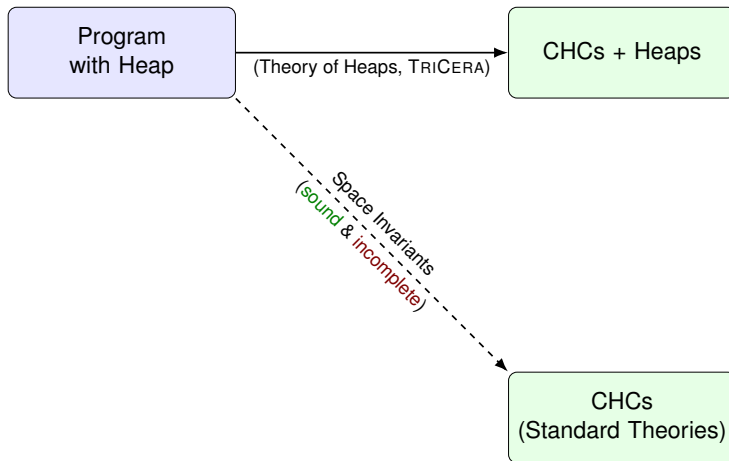 Program
with Heap
(Theory of Heaps, TRICERA)
CHCs + Heaps
Space Invariants
(sound & incomplete)
CHCs
(Standard Theories)